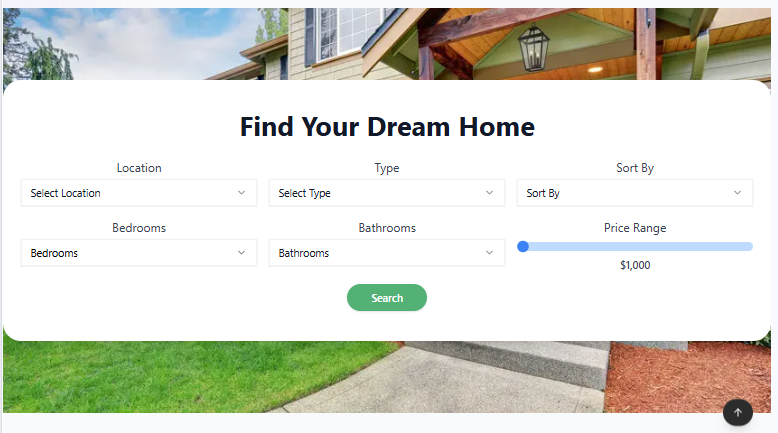 Find Your Dream Home
Location Type Sort By
Select Location Select Type Sort By
Bedrooms Bathrooms Price Range
Bedrooms Bathrooms
$1,000
Search